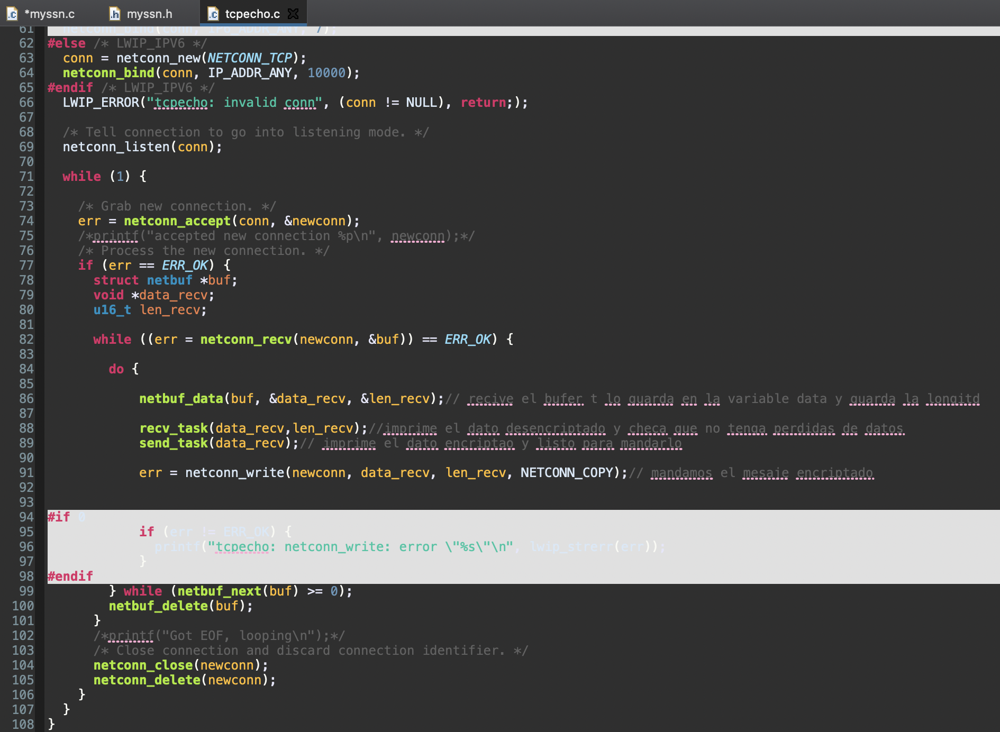 *myssn.c
myssn.h
tcpecho.c
61 netconn_bind(conn, IP6_ADDR_ANY, 7);
62 #else /* LWIP_IPV6 */
63 conn = netconn_new(NETCONN_TCP);
64 netconn_bind(conn, IP_ADDR_ANY, 10000);
65 #endif /* LWIP_IPV6 */
66 LWIP_ERROR("tcpecho: invalid conn", (conn != NULL), return;);
67
68 /* Tell connection to go into listening mode. */
69 netconn_listen(conn);
70
71 while (1) {
72
73 /* Grab new connection. */
74 err = netconn_accept(conn, &newconn);
75 /*printf("accepted new connection %p\n", newconn);*/
76 /* Process the new connection. */
77 if (err == ERR_OK) {
78 struct netbuf *buf;
79 void *data_recv;
80 u16_t len_recv;
81
82 while ((err = netconn_recv(newconn, &buf)) == ERR_OK) {
83
84 do {
85
86 netbuf_data(buf, &data_recv, &len_recv);// recive el bufer t lo guarda en la variable data y guarda la longitd
87
88 recv_task(data_recv,len_recv);//imprime el dato desencriptado y checa que no tenga perdidas de datos
89 send_task(data_recv);// imprime el dato encriptao y listo para mandarlo
90
91 err = netconn_write(newconn, data_recv, len_recv, NETCONN_COPY);// mandamos el mesaje encriptado
92
93
94 #if 0
95 if (err != ERR_OK) {
96 printf("tcpecho: netconn_write: error \"%s\"\n", lwip_strerr(err));
97 }
98 #endif
99 } while (netbuf_next(buf) >= 0);
100 netbuf_delete(buf);
101 }
102 /*printf("Got EOF, looping\n");*/
103 /* Close connection and discard connection identifier. */
104 netconn_close(newconn);
105 netconn_delete(newconn);
106 }
107 }
108 }